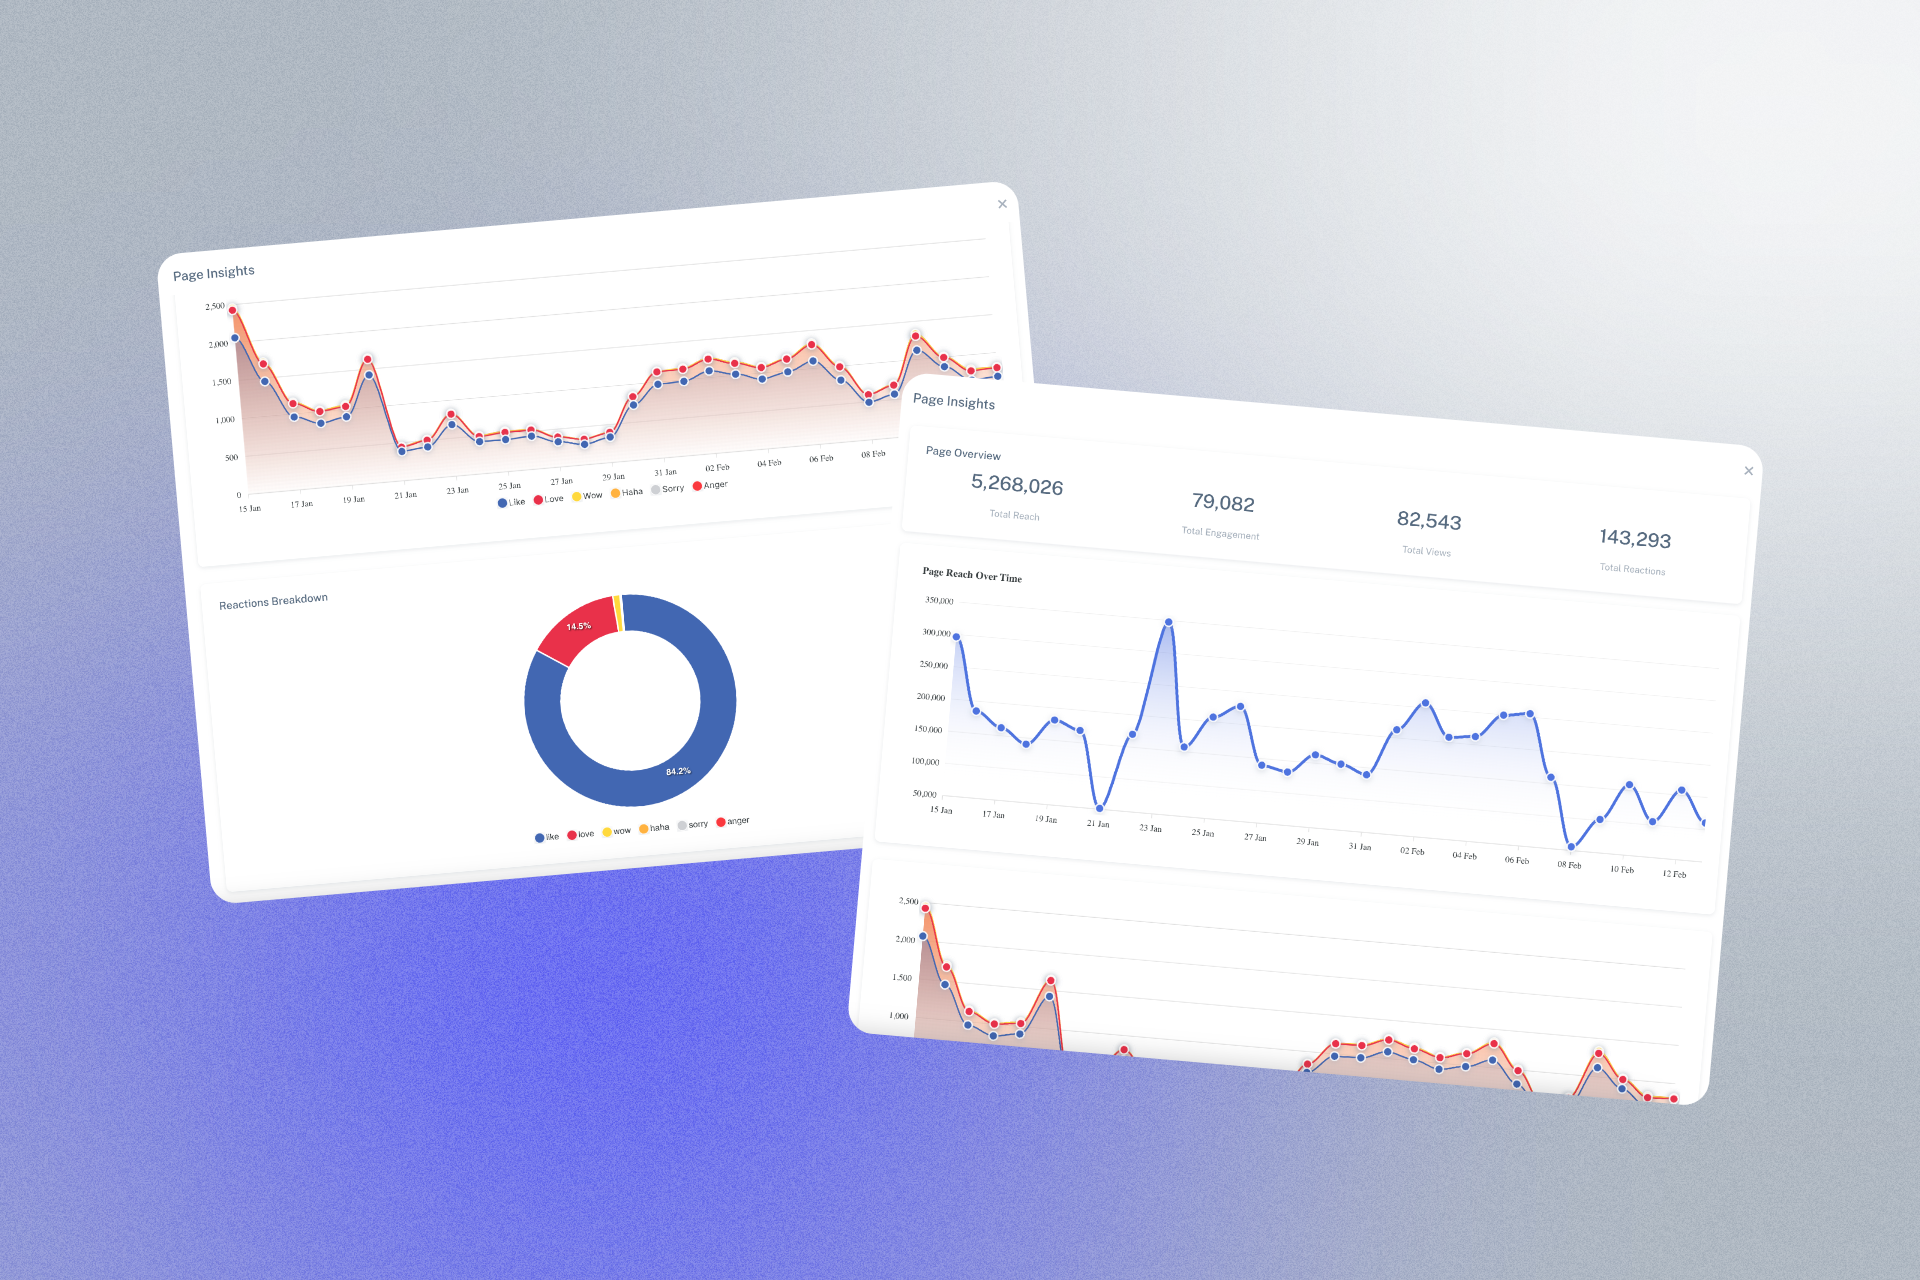 Page Insights
2,500
2,000
1,500
1,000
500
0
15 Jan
17 Jan
19 Jan
21 Jan
23 Jan
25 Jan
27 Jan
29 Jan
31 Jan
02 Feb
04 Feb
06 Feb
08 Feb
Like Love Wow Haha Sorry Anger
Reactions Breakdown
14.5%
84.2%
like love wow haha sorry anger
Page Insights
Page Overview
5,268,026
Total Reach
79,082
Total Engagement
82,543
Total Views
143,293
Total Reactions
Page Reach Over Time
350,000
300,000
250,000
200,000
150,000
100,000
50,000
15 Jan
17 Jan
19 Jan
21 Jan
23 Jan
25 Jan
27 Jan
29 Jan
31 Jan
02 Feb
04 Feb
06 Feb
08 Feb
10 Feb
12 Feb
2,500
2,000
1,500
1,000